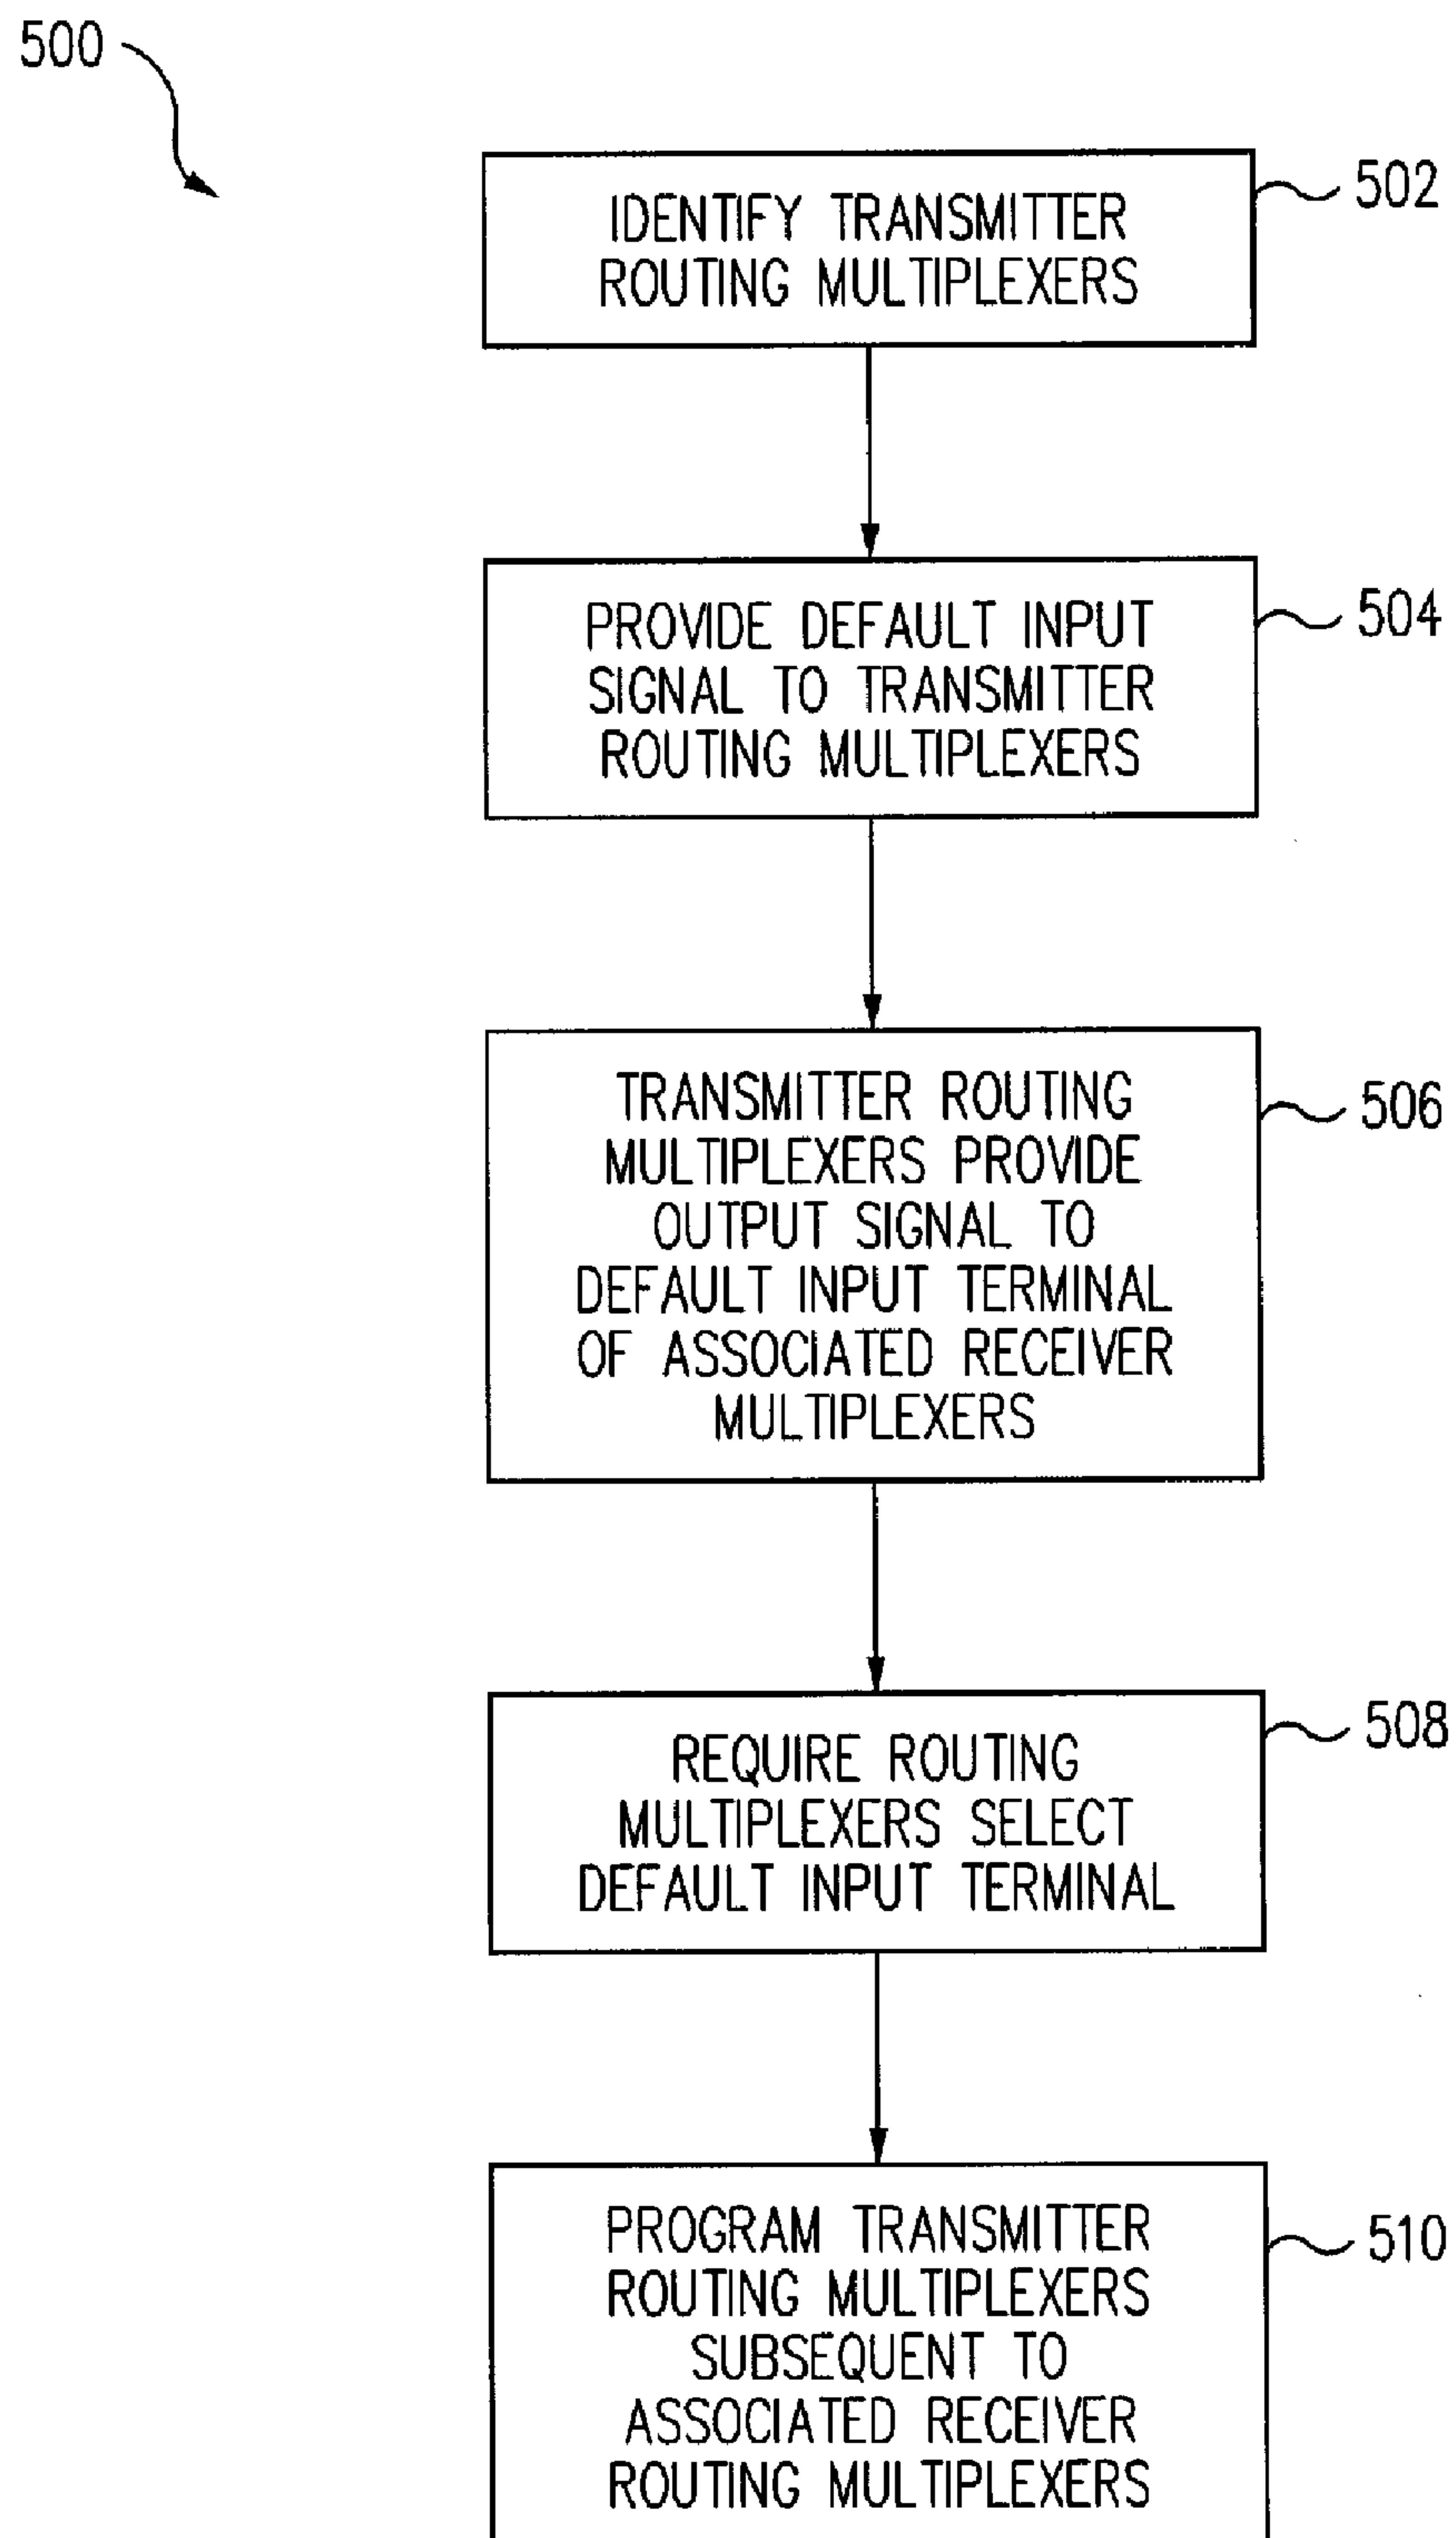 500
IDENTIFY TRANSMITTER
ROUTING MULTIPLEXERS
502
PROVIDE DEFAULT INPUT
SIGNAL TO TRANSMITTER
ROUTING MULTIPLEXERS
504
TRANSMITTER ROUTING
MULTIPLEXERS PROVIDE
OUTPUT SIGNAL TO
DEFAULT INPUT TERMINAL
OF ASSOCIATED RECEIVER
MULTIPLEXERS
506
REQUIRE ROUTING
MULTIPLEXERS SELECT
DEFAULT INPUT TERMINAL
508
PROGRAM TRANSMITTER
ROUTING MULTIPLEXERS
SUBSEQUENT TO
ASSOCIATED RECEIVER
ROUTING MULTIPLEXERS
510